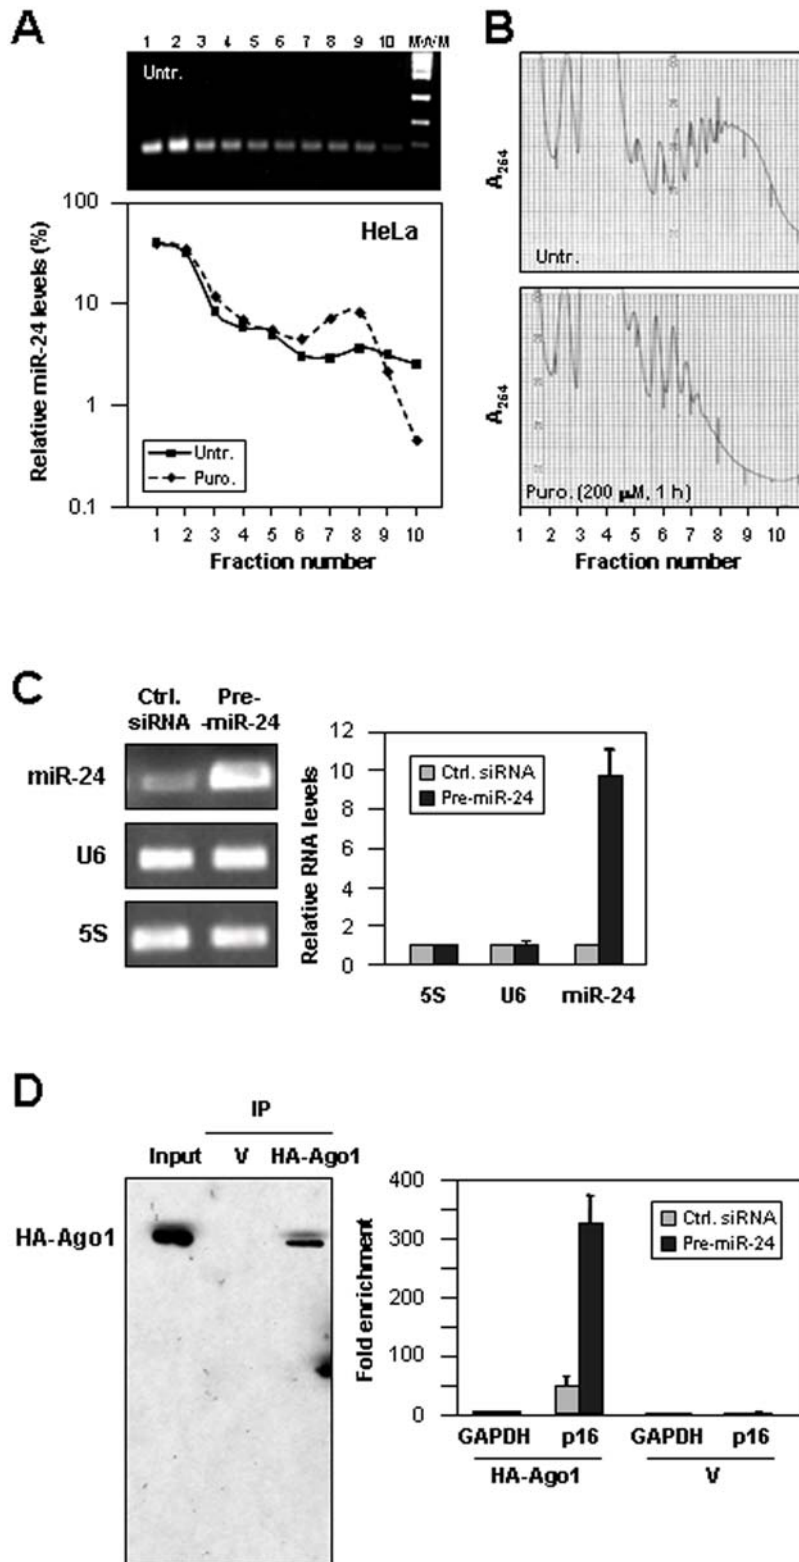 A
1 2 3 4 5 6 7 8 9 10 M
Untr.
100
10
1
0.1
Relative miR-24 levels (%)
HeLa
Untr.
Puro.
1 2 3 4 5 6 7 8 9 10
Fraction number
B
A264
Untr.
A264
Puro. (200 µM, 1 h)
1 2 3 4 5 6 7 8 9 10
Fraction number
C
Ctrl. siRNA
Pre--miR-24
miR-24
U6
5S
12
10
8
6
4
2
0
Relative RNA levels
Ctrl. siRNA
Pre-miR-24
5S U6 miR-24
D
IP
Input V HA-Ago1
HA-Ago1
400
300
200
100
0
Fold enrichment
Ctrl. siRNA
Pre-miR-24
GAPDH p16 GAPDH p16
HA-Ago1 V